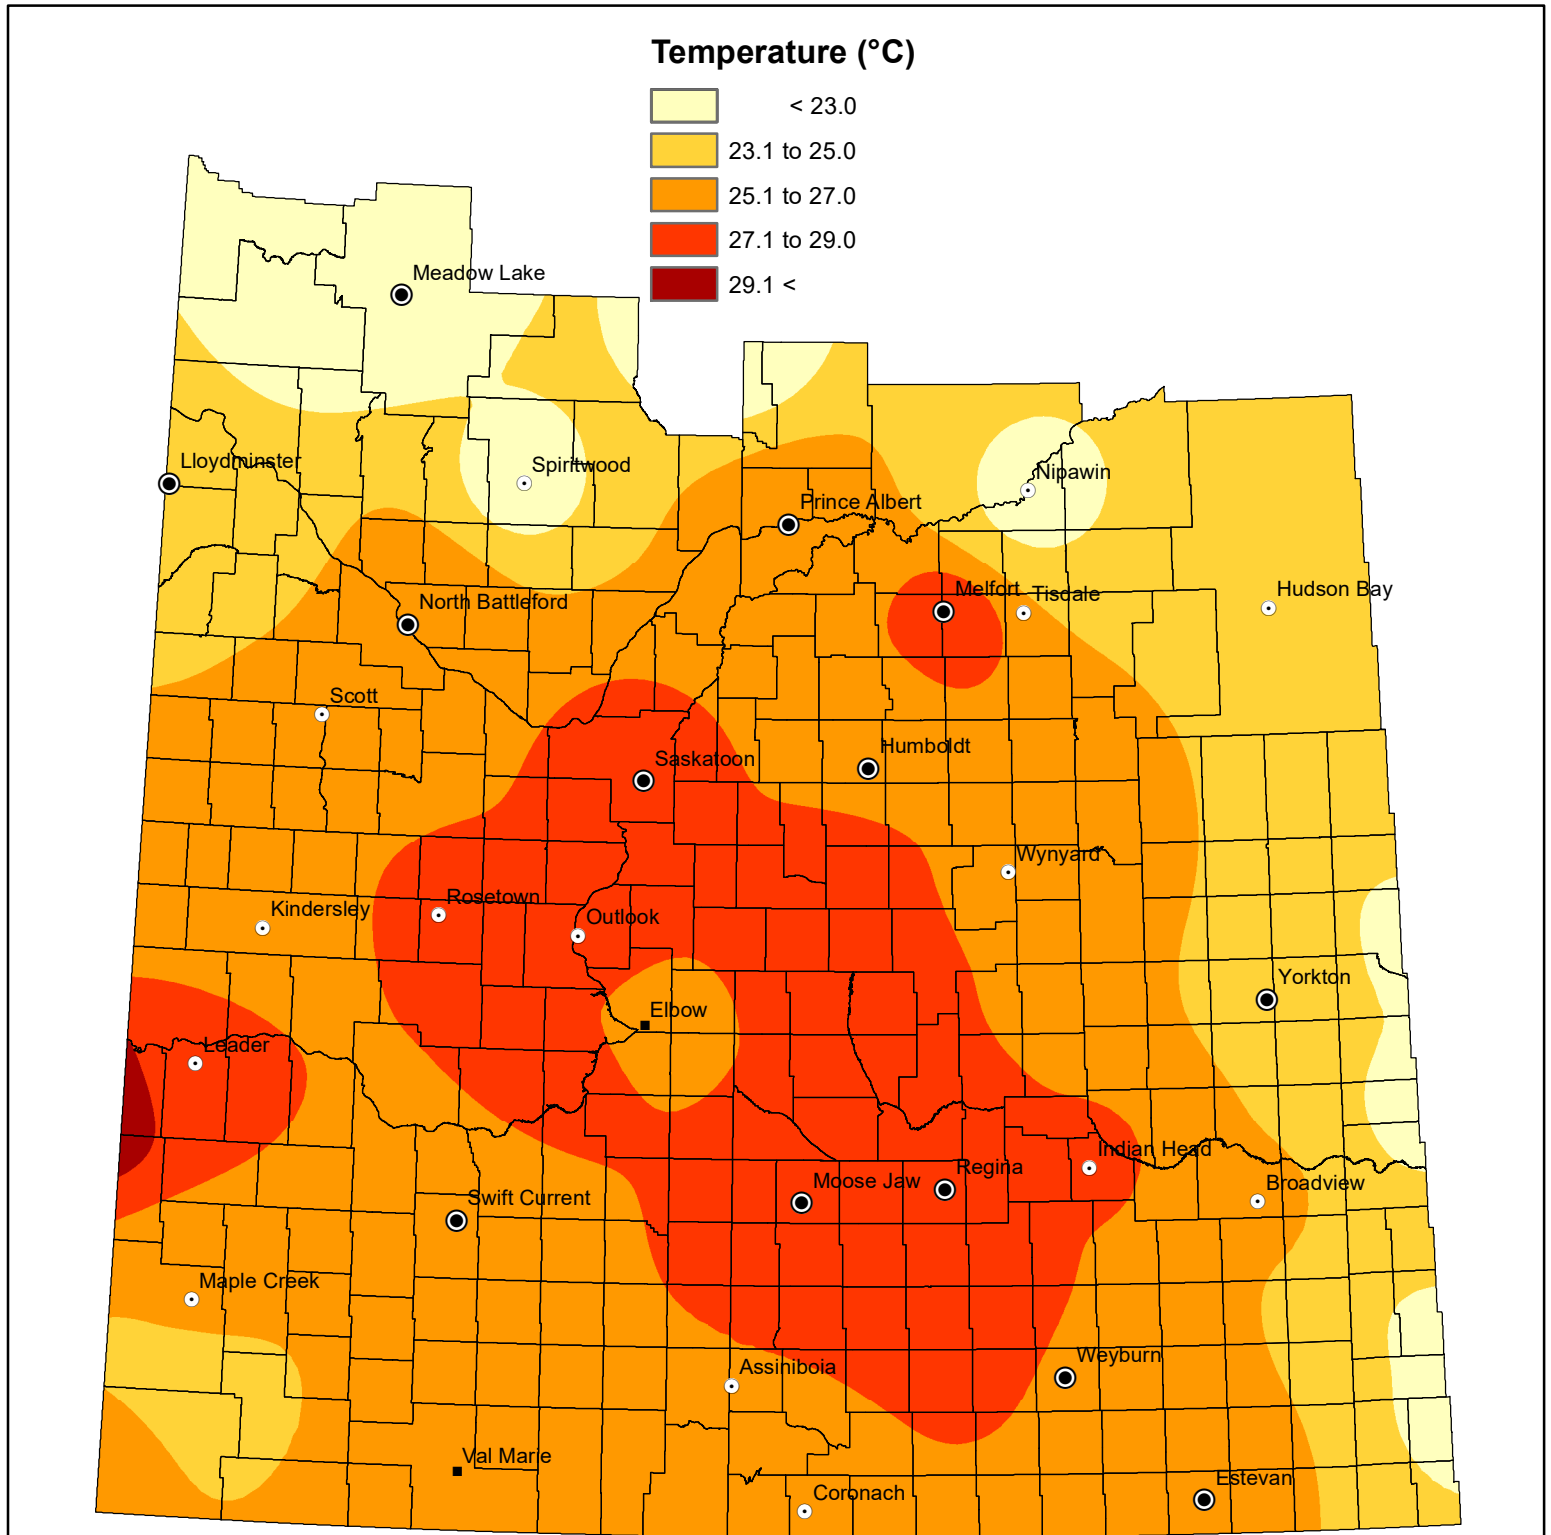 Temperature (°C)
< 23.0
23.1 to 25.0
25.1 to 27.0
27.1 to 29.0
29.1 <
Meadow Lake
Lloydminster
Spiritwood
Nipawin
Prince Albert
Melfort
Tisdale
Hudson Bay
North Battleford
Scott
Saskatoon
Humboldt
Wynyard
Rosetown
Kindersley
Outlook
Yorkton
Elbow
Leader
Indian Head
Regina
Moose Jaw
Broadview
Swift Current
Maple Creek
Weyburn
Assiniboia
Val Marie
Estevan
Coronach